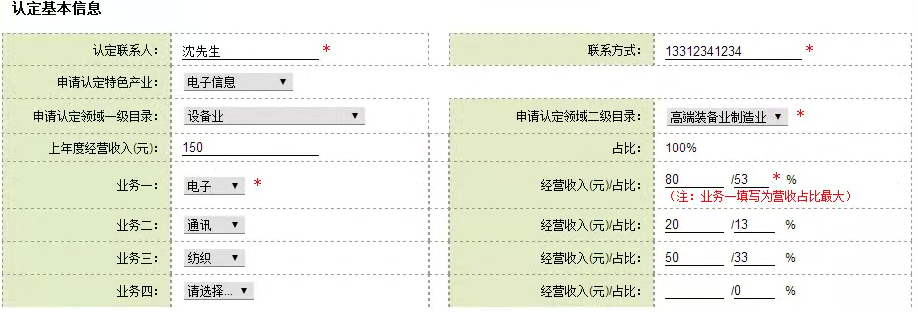 认定基本信息
认定联系人： 沈先生 * 联系方式： 13312341234 *
申请认定特色产业： 电子信息
申请认定领域一级目录： 设备业 申请认定领域二级目录： 高端装备业制造业 *
上年度经营收入(元)： 150 占比： 100%
业务一： 电子 * 经营收入(元)/占比： 80 /53 * %
（注：业务一填写为营收占比最大）
业务二： 通讯 经营收入(元)/占比： 20 /13 %
业务三： 纺织 经营收入(元)/占比： 50 /33 %
业务四： 请选择... 经营收入(元)/占比： /0 %